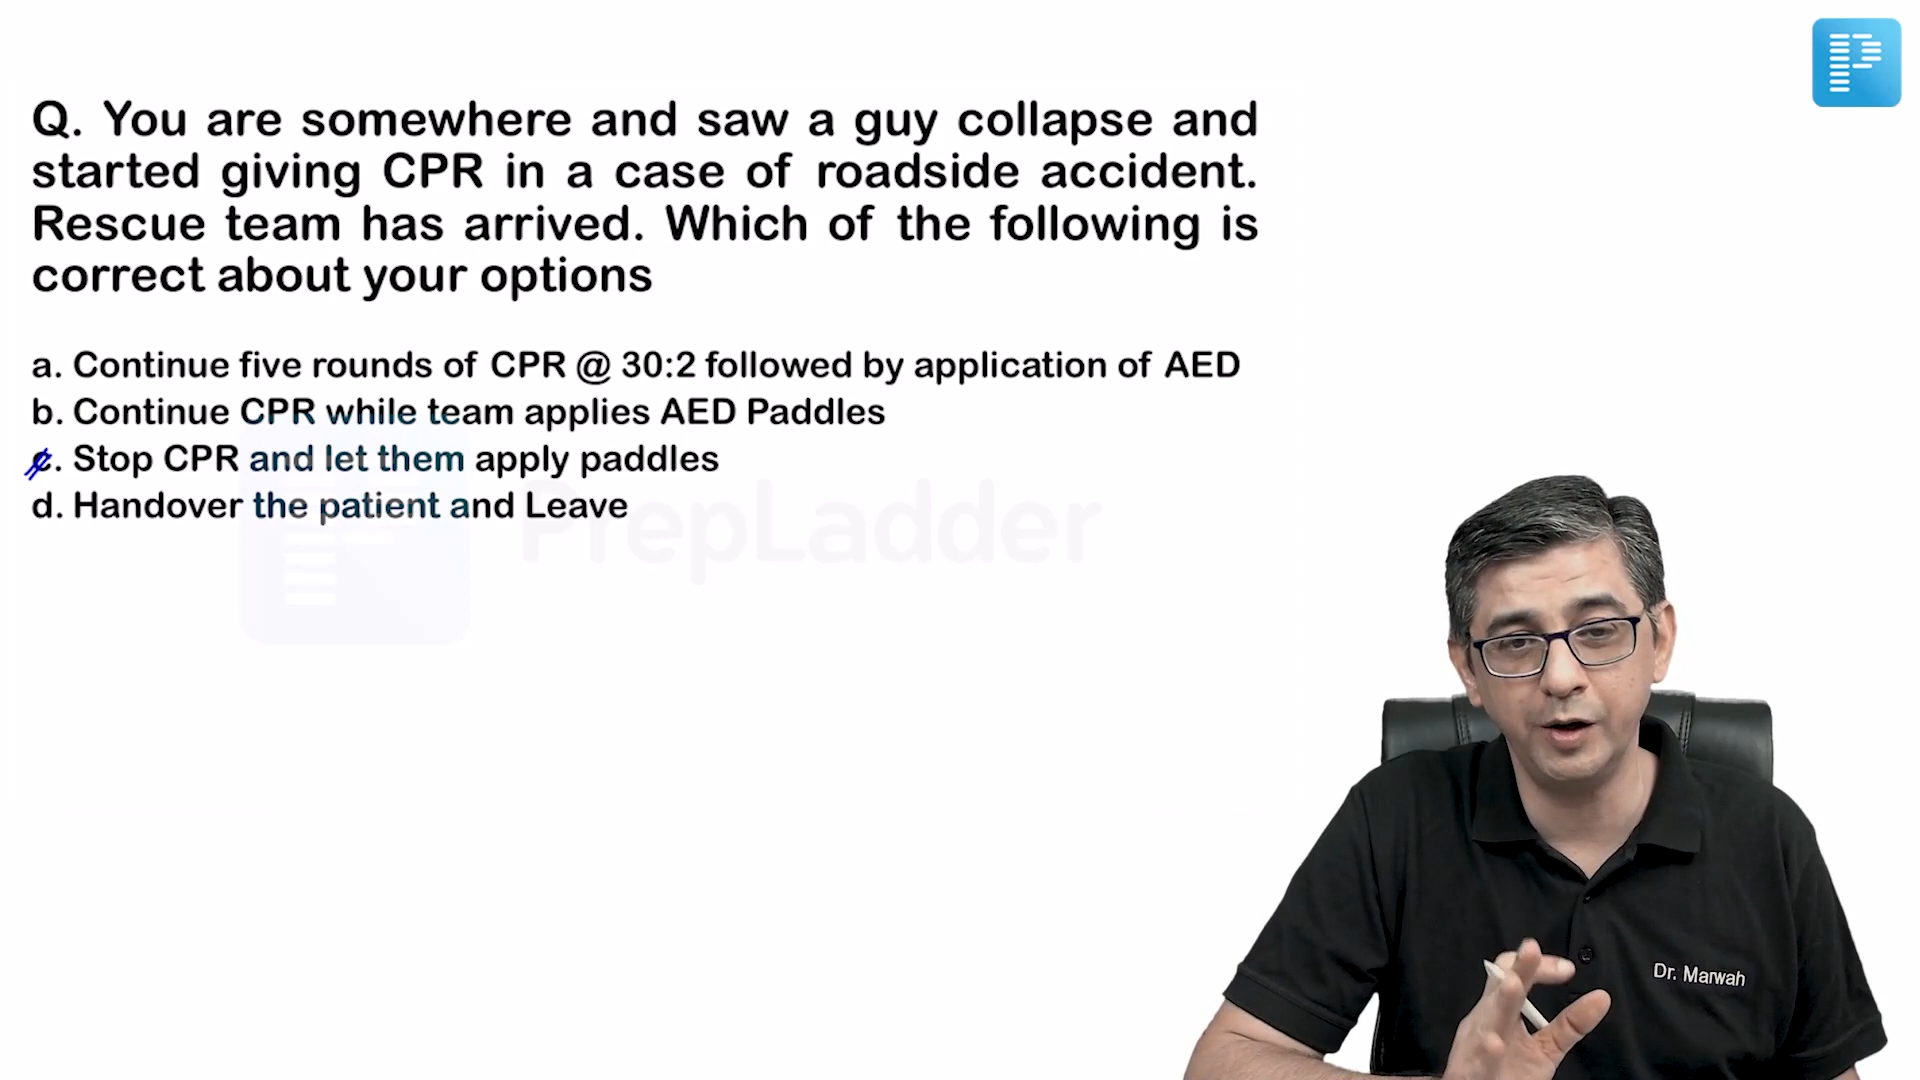 Q. You are somewhere and saw a guy collapse and
started giving CPR in a case of roadside accident.
Rescue team has arrived. Which of the following is
correct about your options
a. Continue five rounds of CPR @ 30:2 followed by application of AED
b. Continue CPR while team applies AED Paddles
c. Stop CPR and let them apply paddles
d. Handover the patient and Leave
PrepLadder
Dr. Marwah